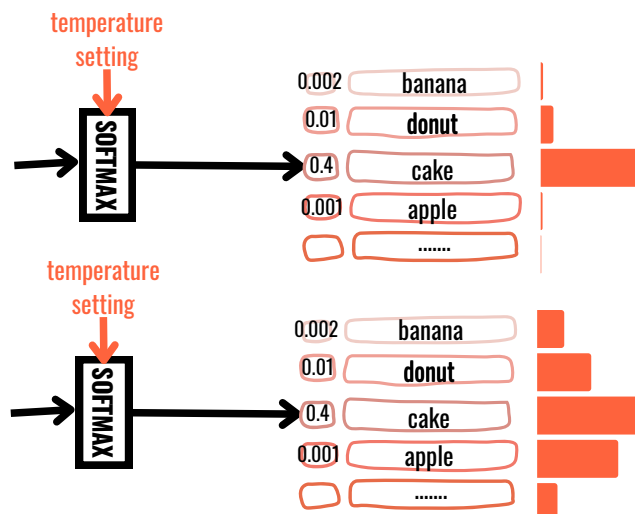 temperature
setting
SOFTMAX
0.002 banana
0.01 donut
0.4 cake
0.001 apple
.......
temperature
setting
SOFTMAX
0.002 banana
0.01 donut
0.4 cake
0.001 apple
.......